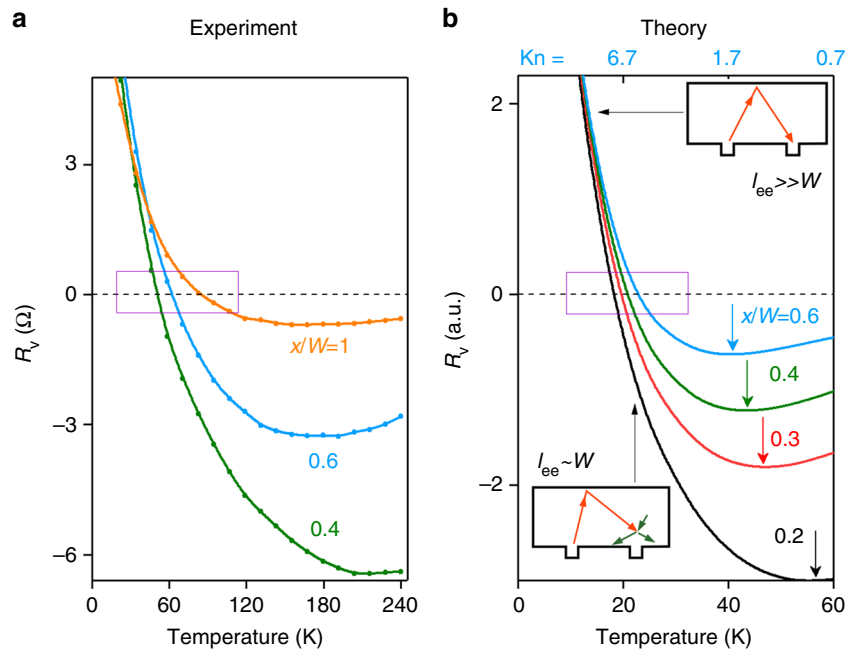 a
Experiment
R_v (Ω)
3
0
−3
−6
x/W=1
0.6
0.4
0 60 120 180 240
Temperature (K)
b
Theory
Kn = 6.7 1.7 0.7
R_v (a.u.)
2
0
−2
l_ee>>W
x/W=0.6
0.4
0.3
l_ee~W
0.2
0 20 40 60
Temperature (K)